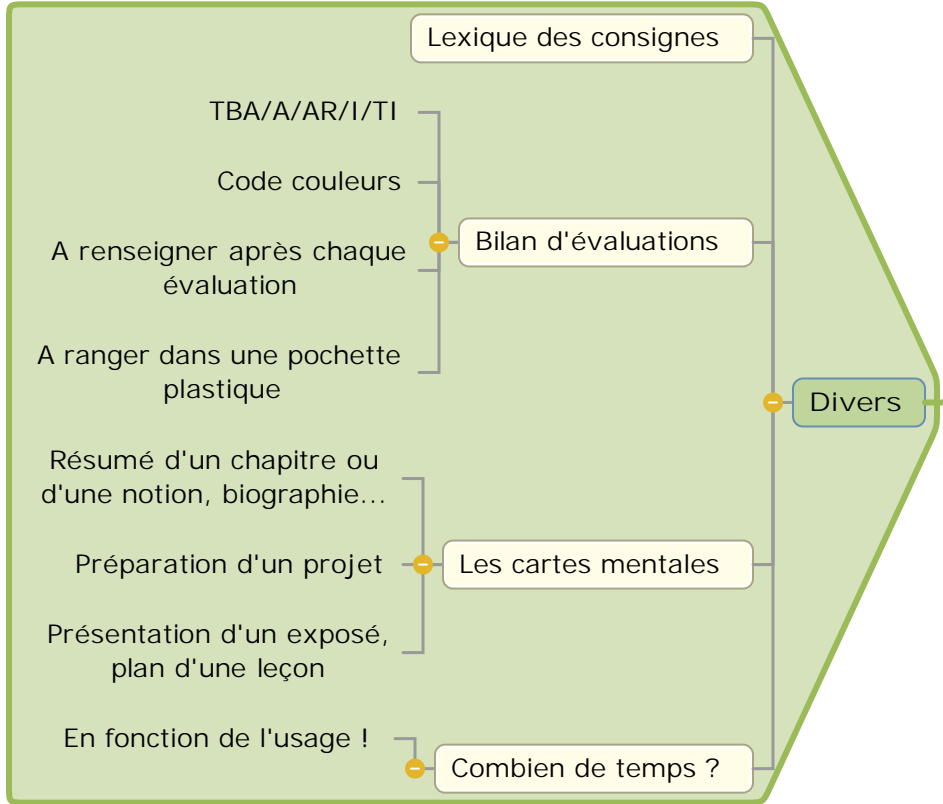 Lexique des consignes
TBA/A/AR/I/TI
Code couleurs
A renseigner après chaque
évaluation
A ranger dans une pochette
plastique
Bilan d'évaluations
Divers
Résumé d'un chapitre ou
d'une notion, biographie...
Préparation d'un projet
Présentation d'un exposé,
plan d'une leçon
Les cartes mentales
En fonction de l'usage !
Combien de temps ?